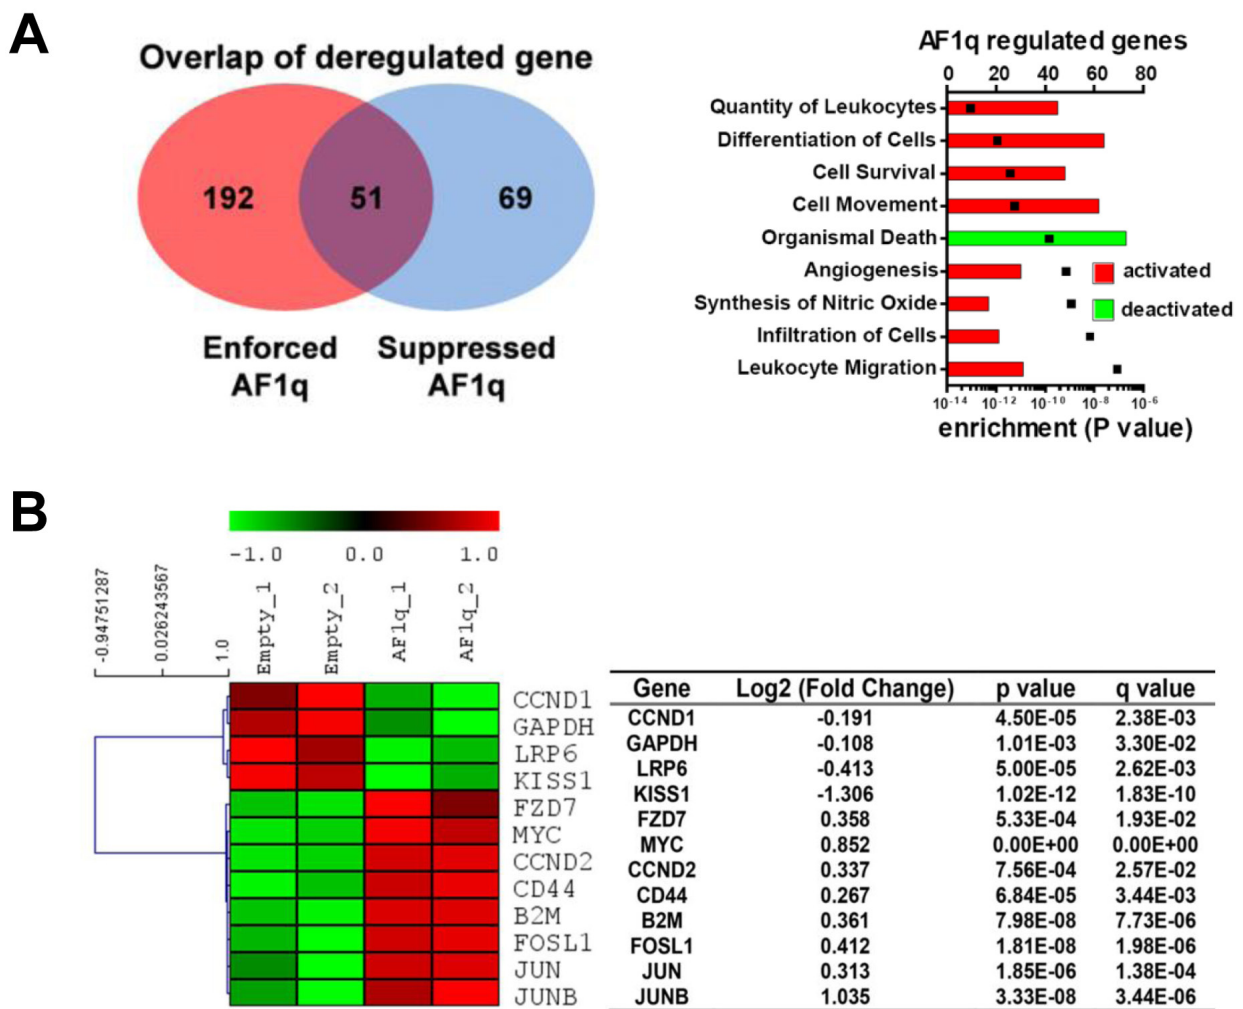 A
Overlap of deregulated gene
192 51 69
Enforced AF1q
Suppressed AF1q
AF1q regulated genes
0 20 40 60 80
Quantity of Leukocytes
Differentiation of Cells
Cell Survival
Cell Movement
Organismal Death
Angiogenesis
Synthesis of Nitric Oxide
Infiltration of Cells
Leukocyte Migration
activated
deactivated
10-14 10-12 10-10 10-8 10-6
enrichment (P value)
B
-1.0 0.0 1.0
-0.94751287
0.026243567
1.0
Empty_1
Empty_2
AF1q_1
AF1q_2
CCND1
GAPDH
LRP6
KISS1
FZD7
MYC
CCND2
CD44
B2M
FOSL1
JUN
JUNB
Gene Log2 (Fold Change) p value q value
CCND1 -0.191 4.50E-05 2.38E-03
GAPDH -0.108 1.01E-03 3.30E-02
LRP6 -0.413 5.00E-05 2.62E-03
KISS1 -1.306 1.02E-12 1.83E-10
FZD7 0.358 5.33E-04 1.93E-02
MYC 0.852 0.00E+00 0.00E+00
CCND2 0.337 7.56E-04 2.57E-02
CD44 0.267 6.84E-05 3.44E-03
B2M 0.361 7.98E-08 7.73E-06
FOSL1 0.412 1.81E-08 1.98E-06
JUN 0.313 1.85E-06 1.38E-04
JUNB 1.035 3.33E-08 3.44E-06